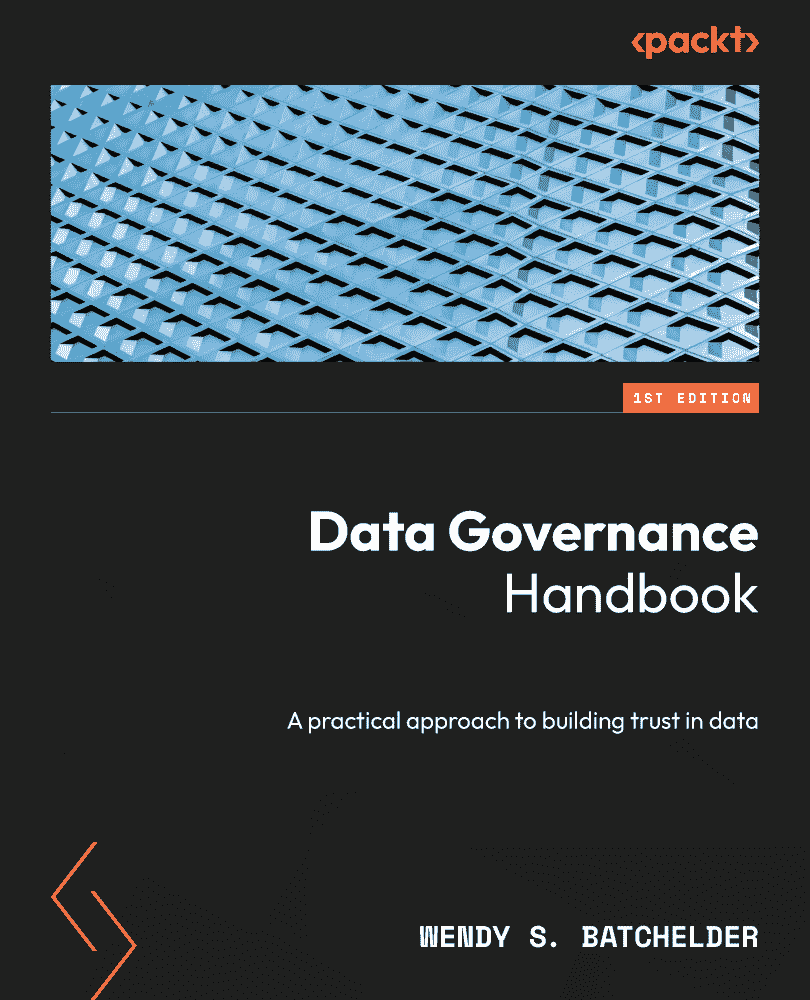 <packt>
1ST EDITION
Data Governance
Handbook
A practical approach to building trust in data
WENDY S. BATCHELDER